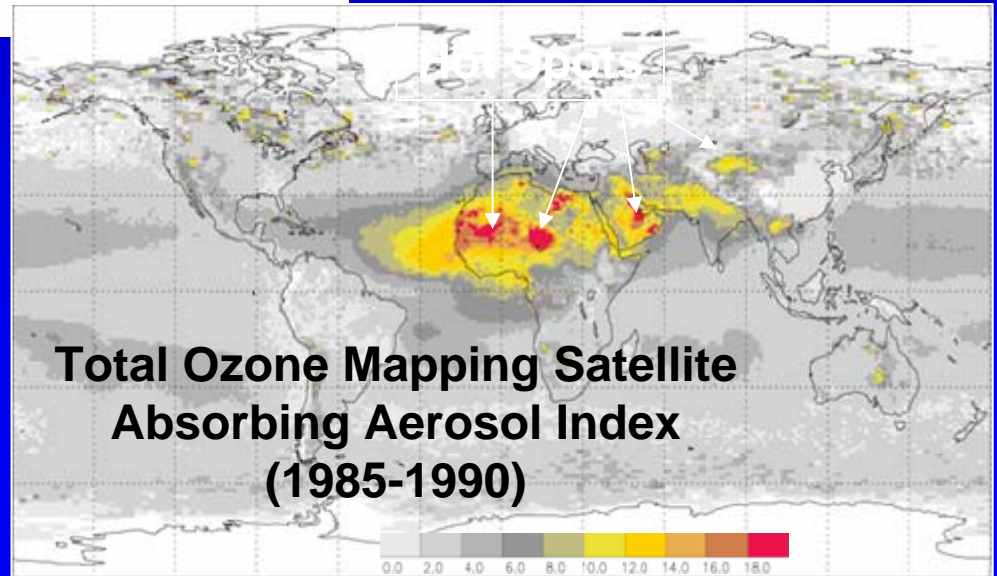 Hot Spots
Total Ozone Mapping Satellite
Absorbing Aerosol Index
(1985-1990)
0.0 2.0 4.0 6.0 8.0 10.0 12.0 14.0 16.0 18.0